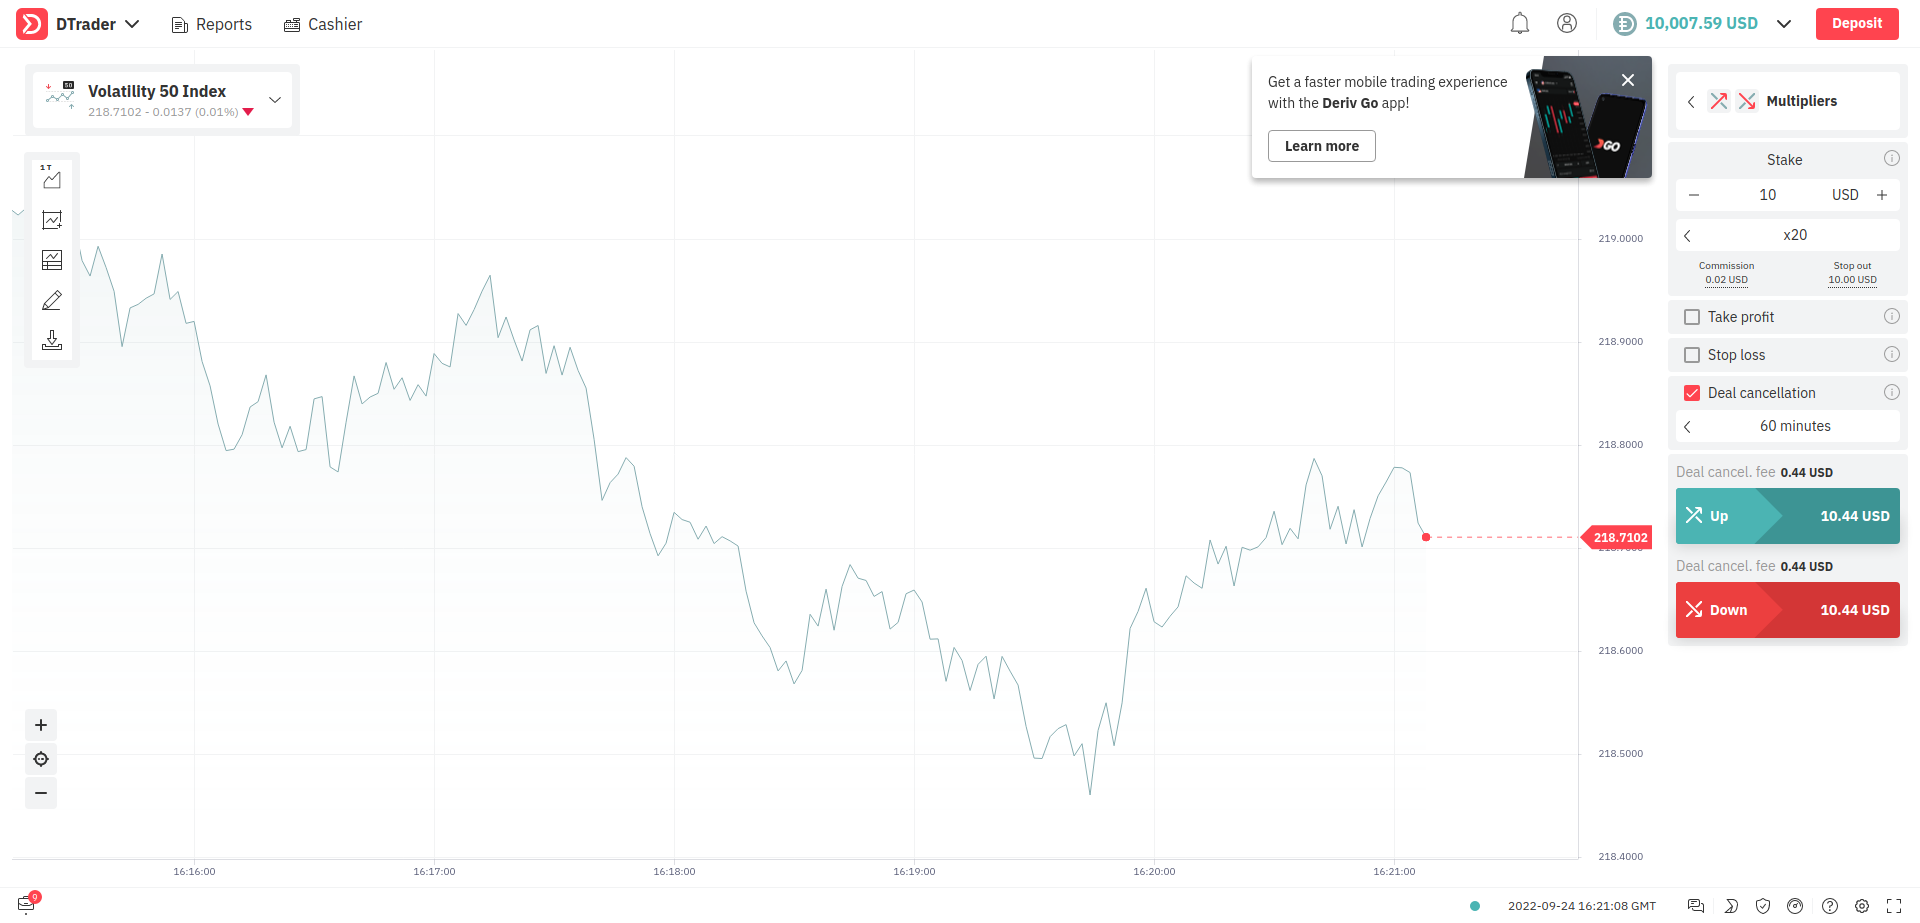 DTrader
Reports
Cashier
10,007.59 USD
Deposit
50
Volatility 50 Index
218.7102 - 0.0137 (0.01%)
Get a faster mobile trading experience
with the Deriv Go app!
Learn more
GO
1 T
Multipliers
Stake
10
USD
x20
Commission
0.02 USD
Stop out
10.00 USD
Take profit
Stop loss
Deal cancellation
60 minutes
Deal cancel. fee 0.44 USD
Up
10.44 USD
Deal cancel. fee 0.44 USD
Down
10.44 USD
219.0000
218.9000
218.8000
218.7102
218.6000
218.5000
218.4000
16:16:00
16:17:00
16:18:00
16:19:00
16:20:00
16:21:00
9
2022-09-24 16:21:08 GMT